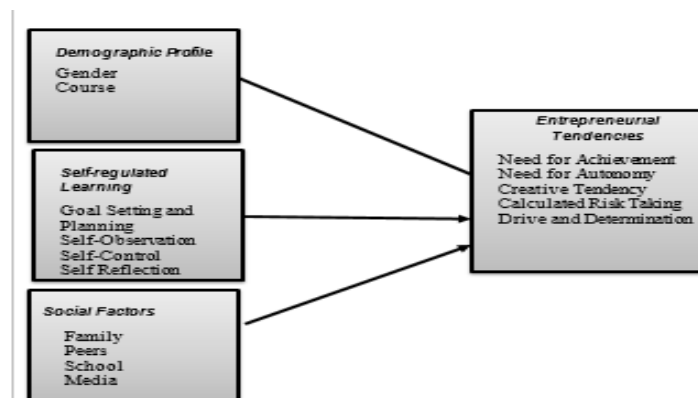 Demographic Profile
Gender
Course
Self-regulated
Learning
Goal Setting and
Planning
Self-Observation
Self-Control
Self Reflection
Social Factors
Family
Peers
School
Media
Entrepreneurial
Tendencies
Need for Achievement
Need for Autonomy
Creative Tendency
Calculated Risk Taking
Drive and Determination